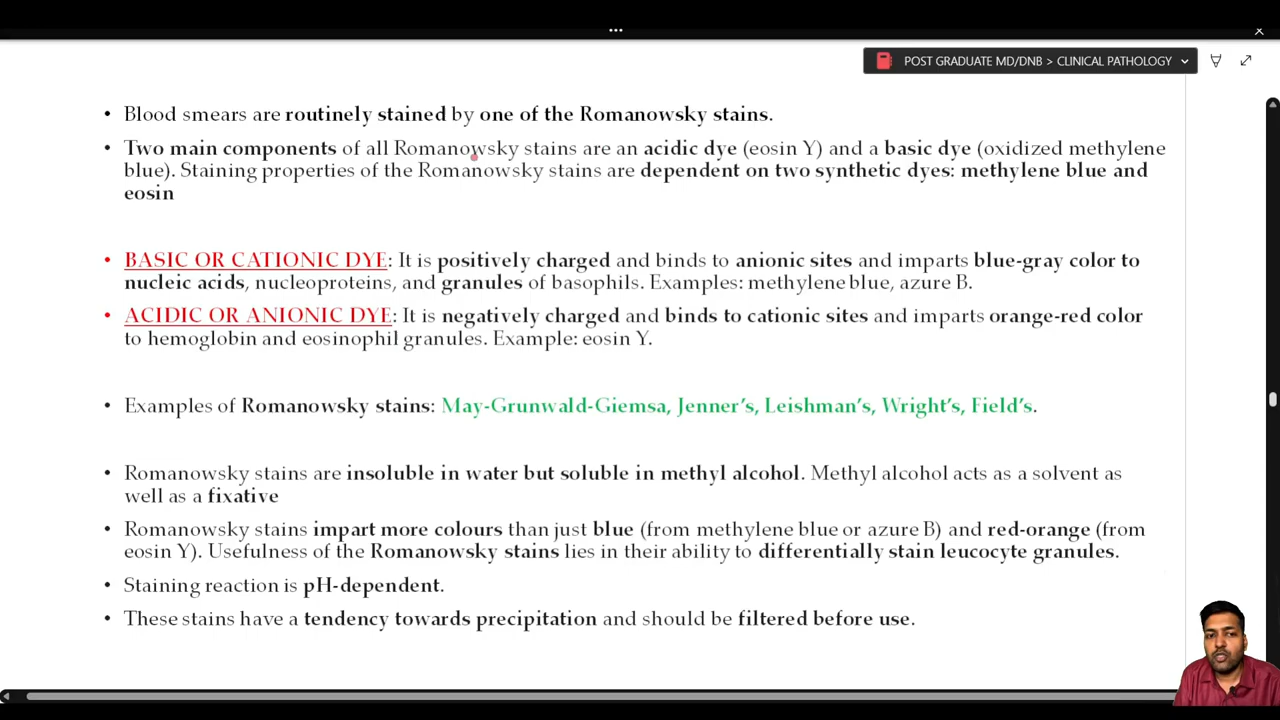 POST GRADUATE MD/DNB > CLINICAL PATHOLOGY
• Blood smears are routinely stained by one of the Romanowsky stains.
• Two main components of all Romanowsky stains are an acidic dye (eosin Y) and a basic dye (oxidized methylene
blue). Staining properties of the Romanowsky stains are dependent on two synthetic dyes: methylene blue and
eosin
• BASIC OR CATIONIC DYE: It is positively charged and binds to anionic sites and imparts blue-gray color to
nucleic acids, nucleoproteins, and granules of basophils. Examples: methylene blue, azure B.
• ACIDIC OR ANIONIC DYE: It is negatively charged and binds to cationic sites and imparts orange-red color
to hemoglobin and eosinophil granules. Example: eosin Y.
• Examples of Romanowsky stains: May-Grunwald-Giemsa, Jenner's, Leishman's, Wright's, Field's.
• Romanowsky stains are insoluble in water but soluble in methyl alcohol. Methyl alcohol acts as a solvent as
well as a fixative
• Romanowsky stains impart more colours than just blue (from methylene blue or azure B) and red-orange (from
eosin Y). Usefulness of the Romanowsky stains lies in their ability to differentially stain leucocyte granules.
• Staining reaction is pH-dependent.
• These stains have a tendency towards precipitation and should be filtered before use.